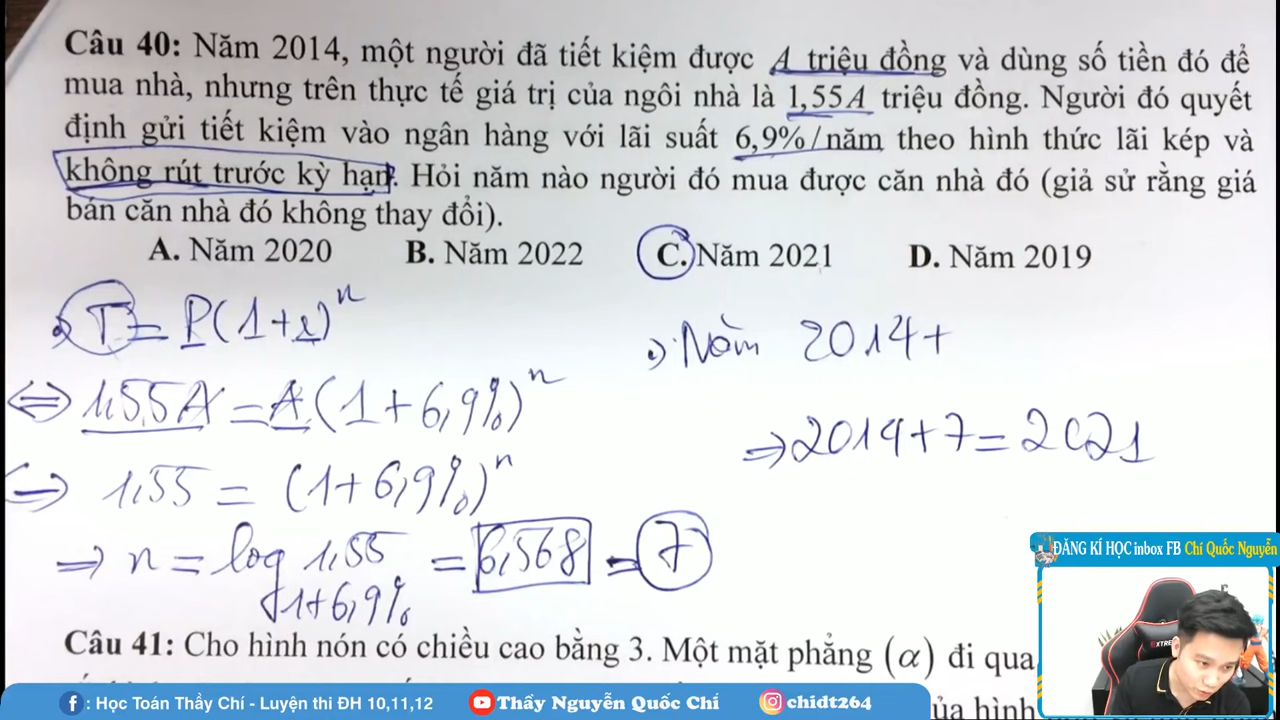 Câu 40: Năm 2014, một người đã tiết kiệm được A triệu đồng và dùng số tiền đó để
mua nhà, nhưng trên thực tế giá trị của ngôi nhà là 1,55A triệu đồng. Người đó quyết
định gửi tiết kiệm vào ngân hàng với lãi suất 6,9%/năm theo hình thức lãi kép và
không rút trước kỳ hạn. Hỏi năm nào người đó mua được căn nhà đó (giả sử rằng giá
bán căn nhà đó không thay đổi).
A. Năm 2020 B. Năm 2022 C. Năm 2021 D. Năm 2019
T = P(1+r)^n
⇔ 1,55A = A(1+6,9%)^n
⇔ 1,55 = (1+6,9%)^n
⇒ n = log_{1+6,9%} 1,55 = 6,568 = 7
Năm 2014+
⇒ 2014+7=2021
ĐĂNG KÍ HỌC inbox FB Chí Quốc Nguyễn
EXTRE
Câu 41: Cho hình nón có chiều cao bằng 3. Một mặt phẳng (α) đi qua
ủa hình
f : Học Toán Thầy Chí - Luyện thi ĐH 10,11,12
Thầy Nguyễn Quốc Chí
chidt264